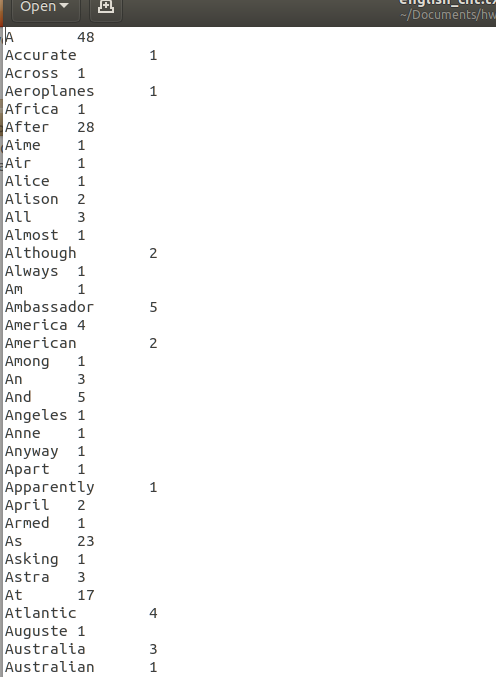 Open
~/Documents/hw
A 48
Accurate 1
Across 1
Aeroplanes 1
Africa 1
After 28
Aime 1
Air 1
Alice 1
Alison 2
All 3
Almost 1
Although 2
Always 1
Am 1
Ambassador 5
America 4
American 2
Among 1
An 3
And 5
Angeles 1
Anne 1
Anyway 1
Apart 1
Apparently 1
April 2
Armed 1
As 23
Asking 1
Astra 3
At 17
Atlantic 4
Auguste 1
Australia 3
Australian 1